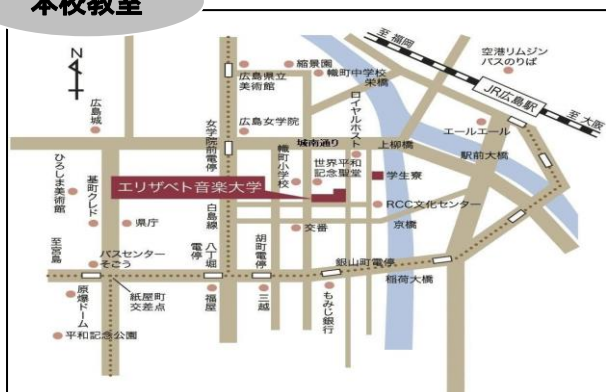 本校教室
N
至福岡
空港リムジン
バスのりば
JR広島駅
至大阪
縮景園
広島県立
美術館
幟町中学校
栄橋
広島城
女学院前電停
広島女学院
ロイヤルホスト
エールエール
城南通り
上柳橋
駅前大橋
ひろしま美術館
基町クレド
幟町小学校
世界平和
記念聖堂
学生寮
エリザベト音楽大学
RCC文化センター
県庁
白島線
京橋
交番
至宮島
バスセンター
そごう
八丁堀
電停
胡町電停
銀山町電停
稲荷大橋
原爆ドーム
紙屋町
交差点
福屋
三越
もみじ銀行
平和記念公園